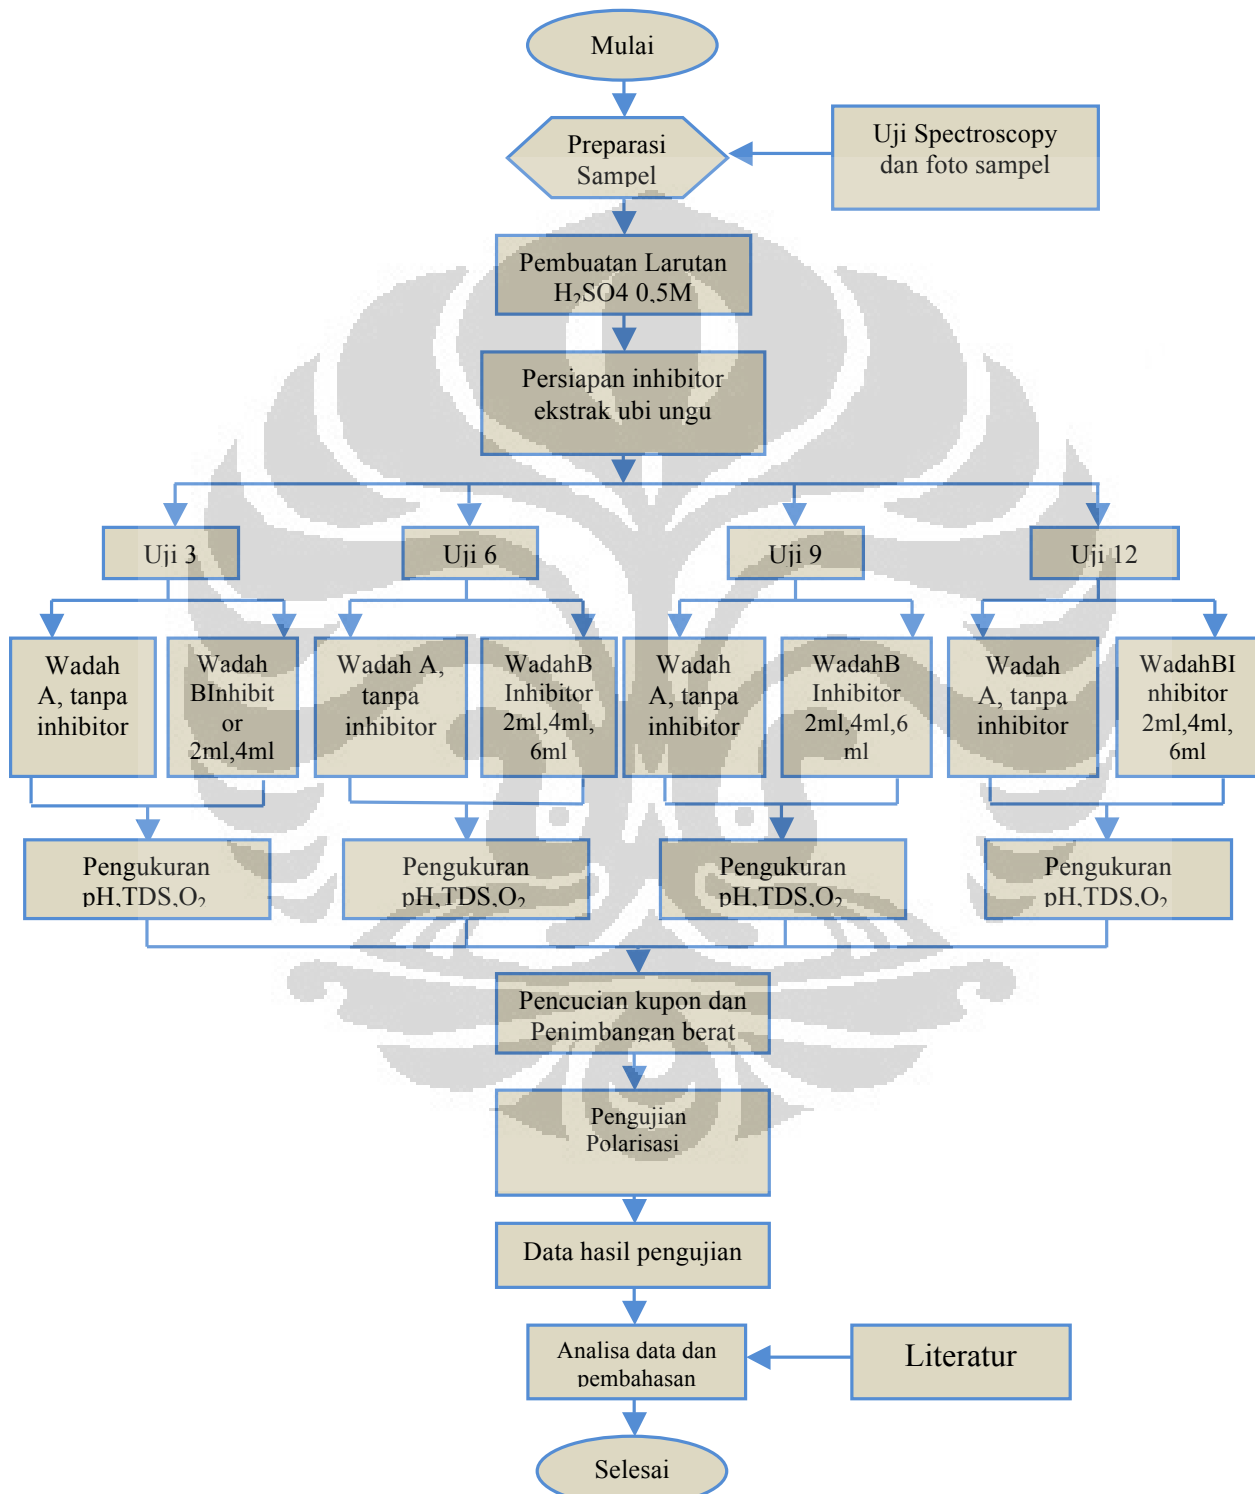 Mulai
Preparasi
Sampel
Uji Spectroscopy
dan foto sampel
Pembuatan Larutan
H₂SO4 0,5M
Persiapan inhibitor
ekstrak ubi ungu
Uji 3
Uji 6
Uji 9
Uji 12
Wadah
A, tanpa
inhibitor
Wadah
BInhibit
or
2ml,4ml
Wadah A,
tanpa
inhibitor
WadahB
Inhibitor
2ml,4ml,
6ml
Wadah
A, tanpa
inhibitor
WadahB
Inhibitor
2ml,4ml,6
ml
Wadah
A, tanpa
inhibitor
WadahBI
nhibitor
2ml,4ml,
6ml
Pengukuran
pH,TDS,O₂
Pengukuran
pH,TDS,O₂
Pengukuran
pH,TDS,O₂
Pengukuran
pH,TDS,O₂
Pencucian kupon dan
Penimbangan berat
Pengujian
Polarisasi
Data hasil pengujian
Analisa data dan
pembahasan
Literatur
Selesai